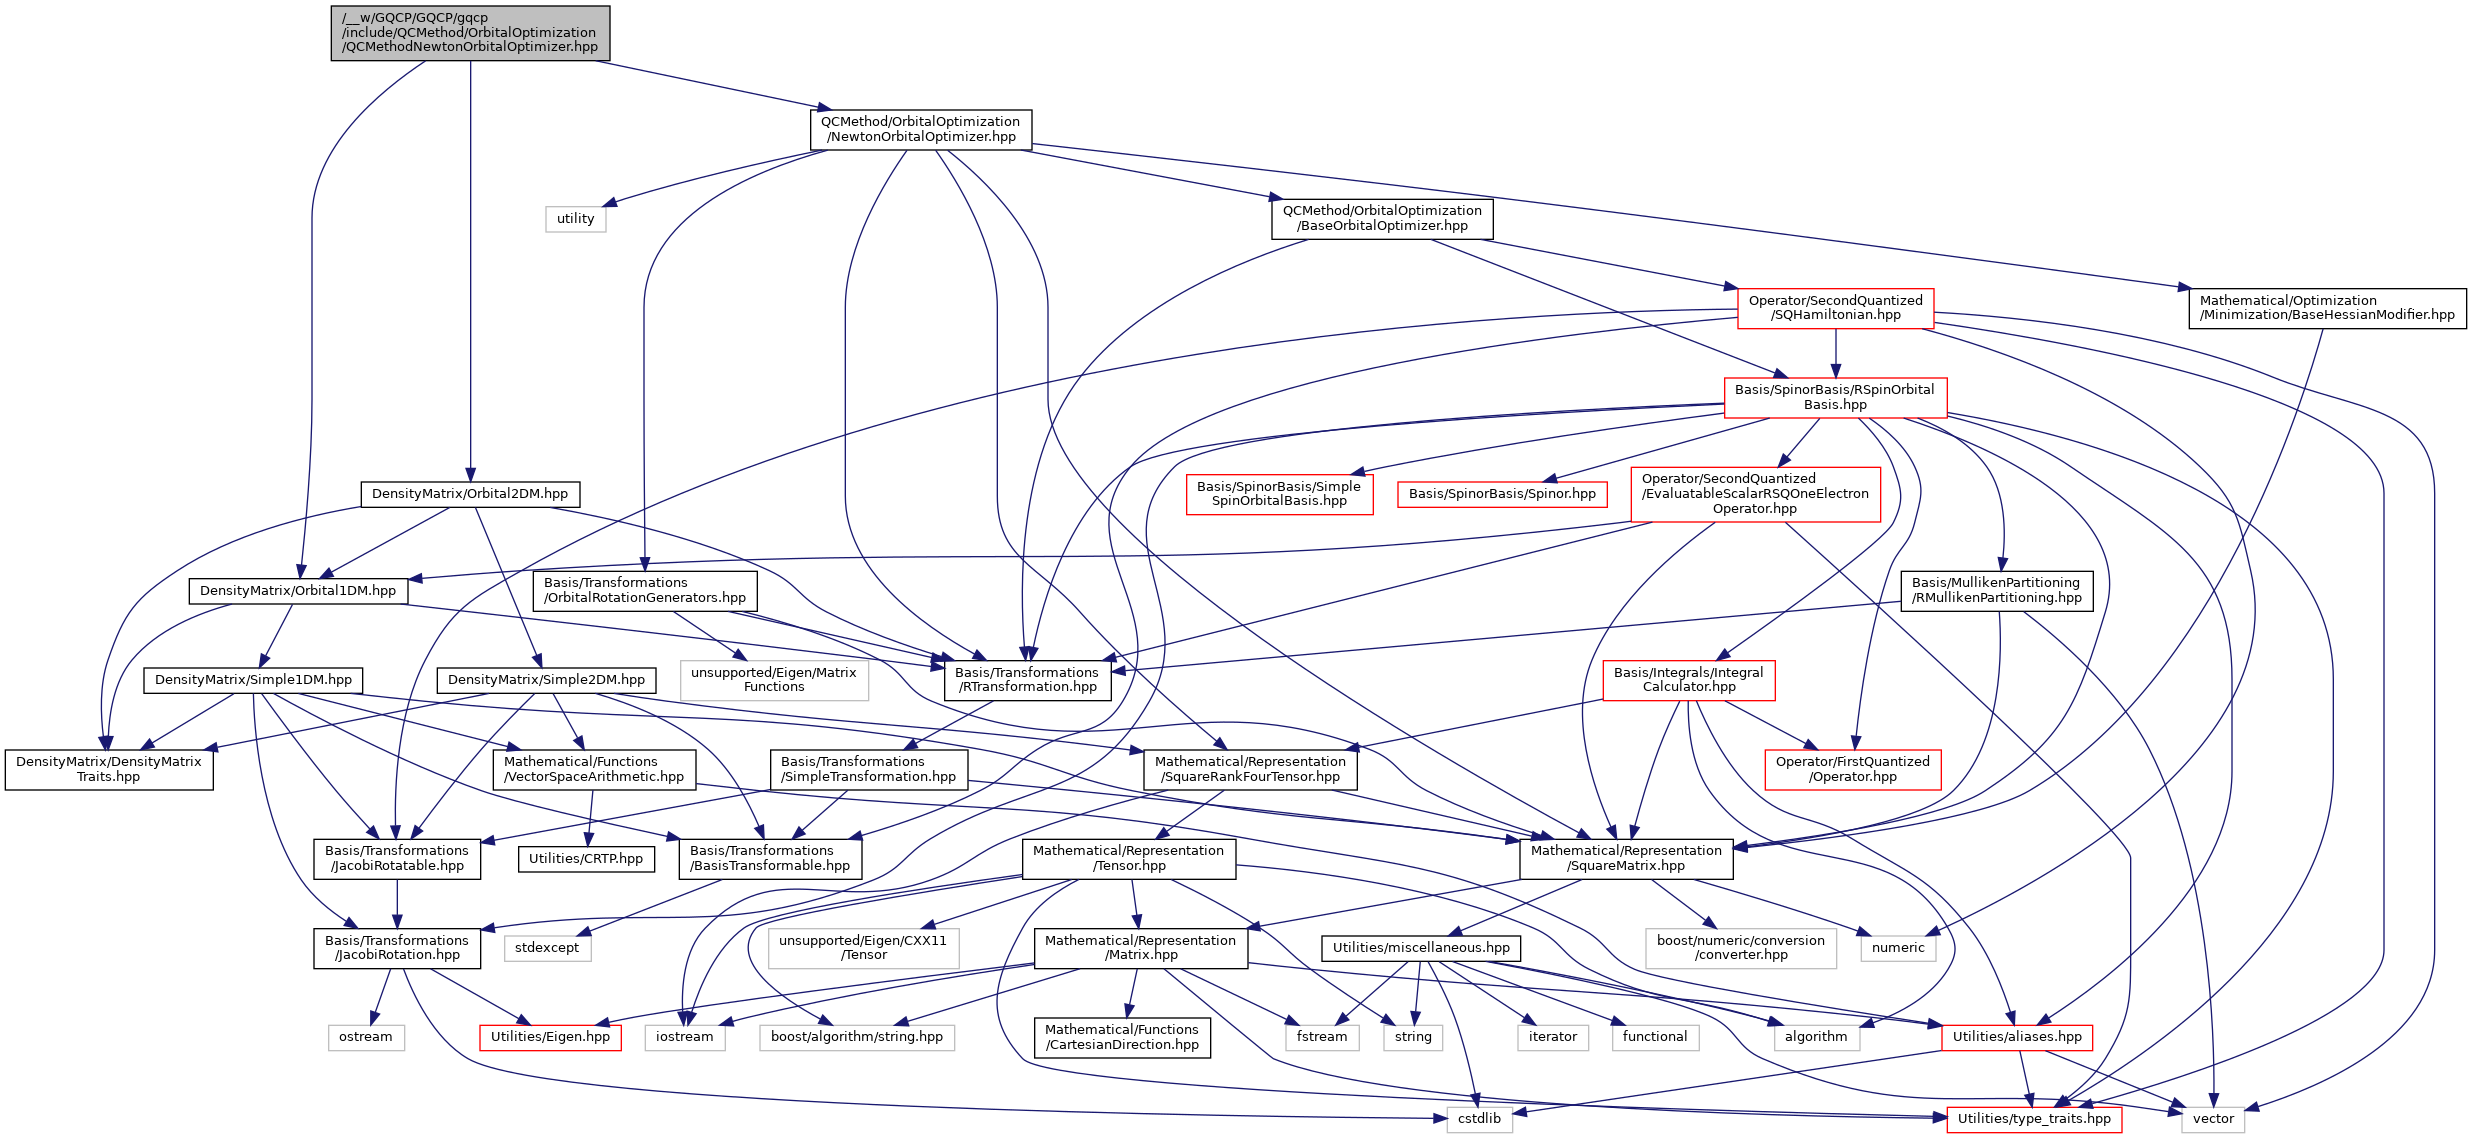 /__w/GQCP/GQCP/gqcp
/include/QCMethod/OrbitalOptimization
/QCMethodNewtonOrbitalOptimizer.hpp
QCMethod/OrbitalOptimization
/NewtonOrbitalOptimizer.hpp
utility
QCMethod/OrbitalOptimization
/BaseOrbitalOptimizer.hpp
Operator/SecondQuantized
/SQHamiltonian.hpp
Mathematical/Optimization
/Minimization/BaseHessianModifier.hpp
Basis/SpinorBasis/RSpinOrbital
Basis.hpp
DensityMatrix/Orbital2DM.hpp
Basis/SpinorBasis/Simple
SpinOrbitalBasis.hpp
Basis/SpinorBasis/Spinor.hpp
Operator/SecondQuantized
/EvaluatableScalarRSQOneElectron
Operator.hpp
DensityMatrix/Orbital1DM.hpp
Basis/Transformations
/OrbitalRotationGenerators.hpp
Basis/MullikenPartitioning
/RMullikenPartitioning.hpp
DensityMatrix/Simple1DM.hpp
DensityMatrix/Simple2DM.hpp
unsupported/Eigen/Matrix
Functions
Basis/Transformations
/RTransformation.hpp
Basis/Integrals/Integral
Calculator.hpp
DensityMatrix/DensityMatrix
Traits.hpp
Mathematical/Functions
/VectorSpaceArithmetic.hpp
Basis/Transformations
/SimpleTransformation.hpp
Mathematical/Representation
/SquareRankFourTensor.hpp
Operator/FirstQuantized
/Operator.hpp
Basis/Transformations
/JacobiRotatable.hpp
Utilities/CRTP.hpp
Basis/Transformations
/BasisTransformable.hpp
Mathematical/Representation
/Tensor.hpp
Mathematical/Representation
/SquareMatrix.hpp
Basis/Transformations
/JacobiRotation.hpp
stdexcept
unsupported/Eigen/CXX11
/Tensor
Mathematical/Representation
/Matrix.hpp
Utilities/miscellaneous.hpp
boost/numeric/conversion
/converter.hpp
numeric
ostream
Utilities/Eigen.hpp
iostream
boost/algorithm/string.hpp
Mathematical/Functions
/CartesianDirection.hpp
fstream
string
iterator
functional
algorithm
Utilities/aliases.hpp
cstdlib
Utilities/type_traits.hpp
vector